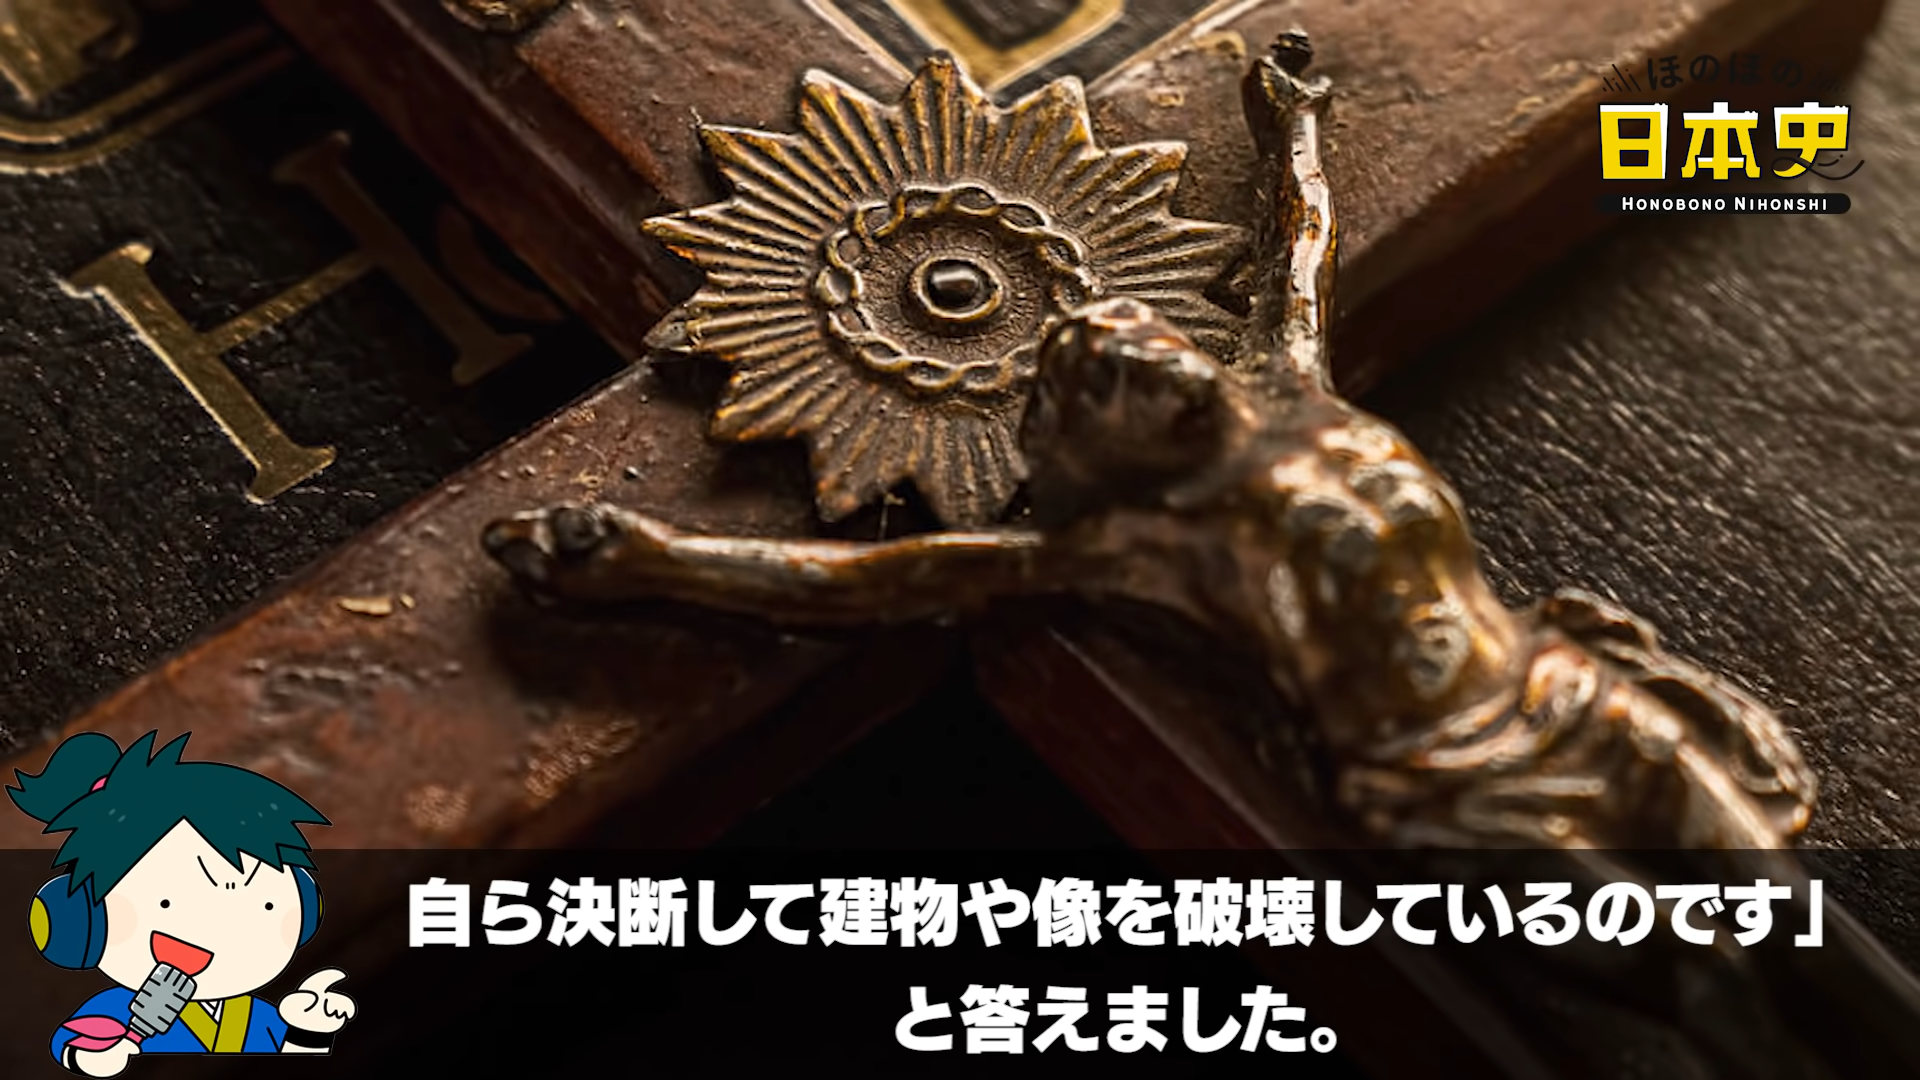 ほのほの
日本史
HONOBONO NIHONSHI
H
自ら決断して建物や像を破壊しているのです」
と答えました。